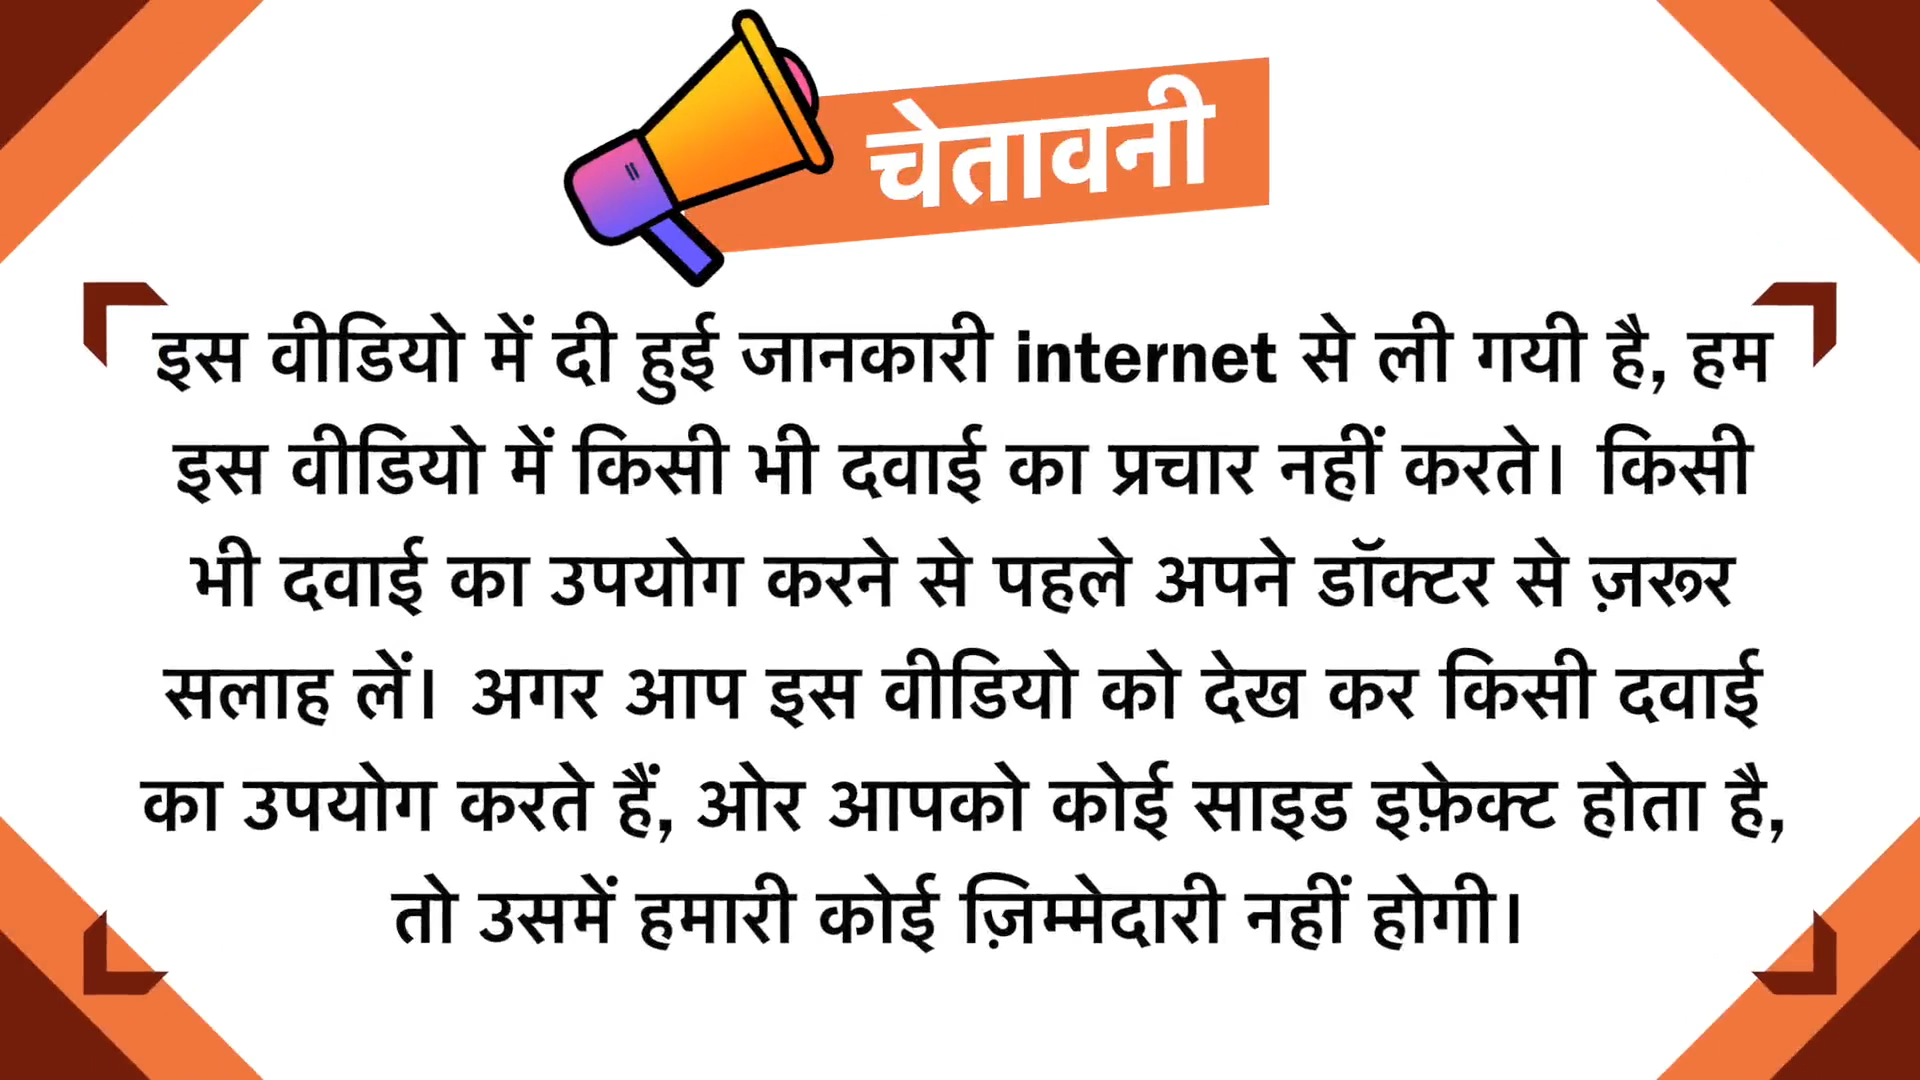 चेतावनी
इस वीडियो में दी हुई जानकारी internet से ली गयी है, हम
इस वीडियो में किसी भी दवाई का प्रचार नहीं करते। किसी
भी दवाई का उपयोग करने से पहले अपने डॉक्टर से ज़रूर
सलाह लें। अगर आप इस वीडियो को देख कर किसी दवाई
का उपयोग करते हैं, ओर आपको कोई साइड इफ़ेक्ट होता है,
तो उसमें हमारी कोई ज़िम्मेदारी नहीं होगी।